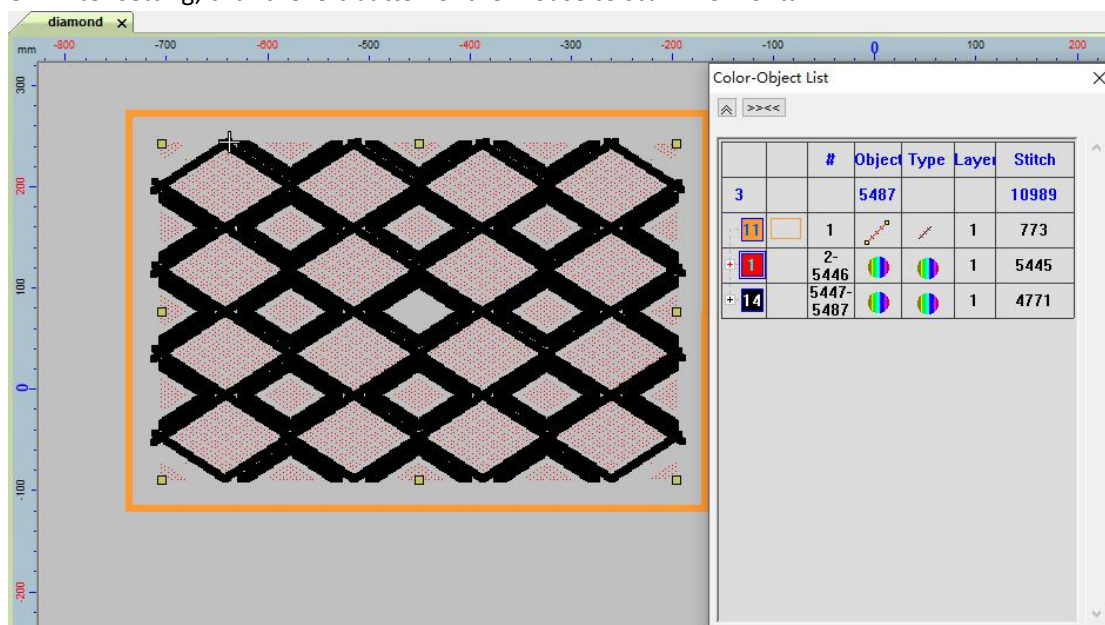 diamond x
mm -800 -700 -600 -500 -400 -300 -200 -100 0 100 200
300
200
100
0
-100
-200
Color-Object List
>><<
# Object Type Layer Stitch
3 5487 10989
11 1 1 773
1 2-5446 1 5445
14 5447-5487 1 4771